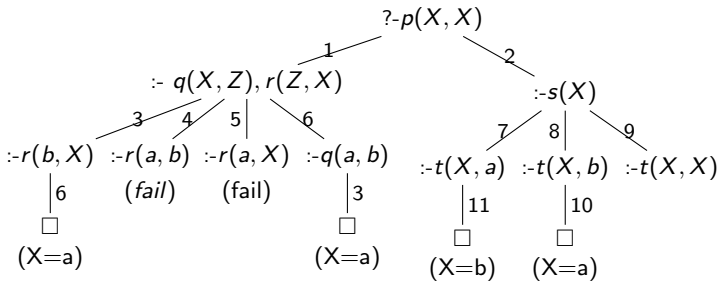 ?-p(X, X)
1 2
:- q(X, Z), r(Z, X) :-s(X)
3 4 5 6 7 8 9
:-r(b, X) :-r(a, b) :-r(a, X) :-q(a, b) :-t(X, a) :-t(X, b) :-t(X, X)
(fail) (fail)
6 3 11 10
□ □ □ □
(X=a) (X=a) (X=b) (X=a)